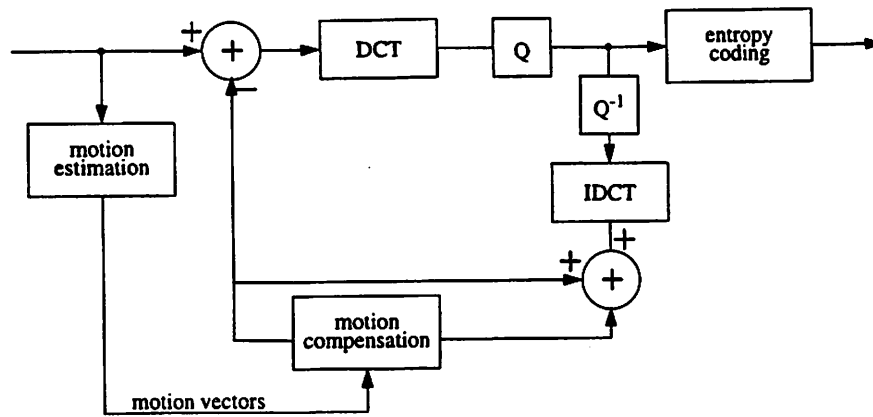 +
+
DCT
Q
entropy
coding
−
Q⁻¹
motion
estimation
IDCT
+
+
+
motion
compensation
motion vectors